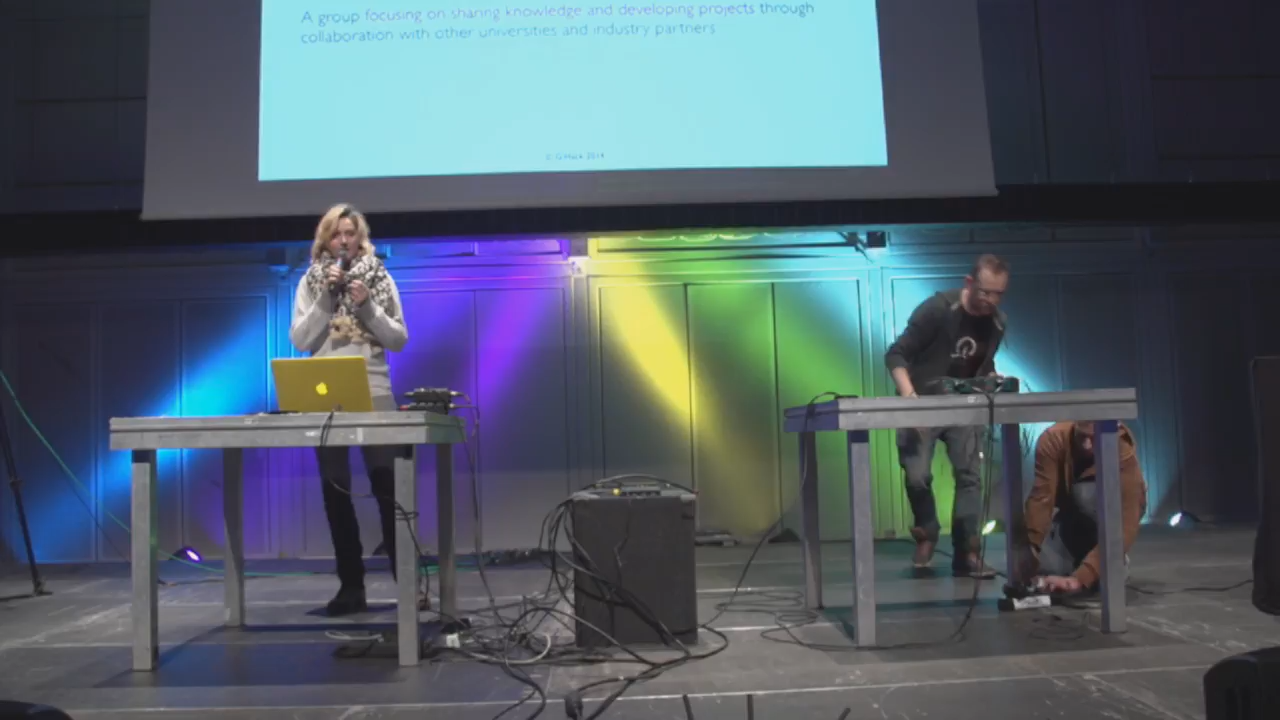 A group focusing on sharing knowledge and developing projects through
collaboration with other universities and industry partners